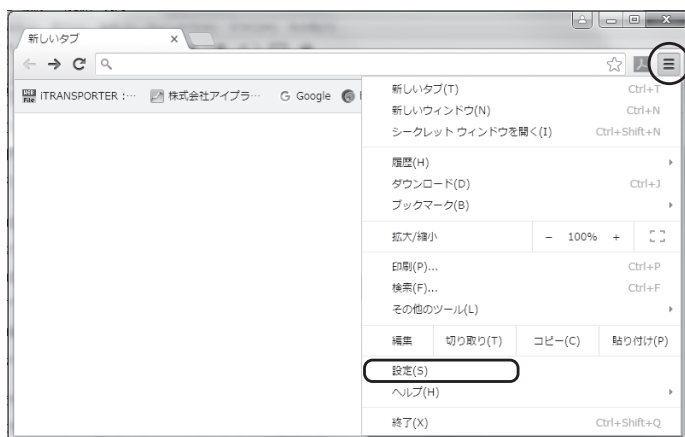 新しいタブ
iTRANSPORTER :… 株式会社アイプラ… G Google
新しいタブ(T) Ctrl+T
新しいウィンドウ(N) Ctrl+N
シークレット ウィンドウを開く(I) Ctrl+Shift+N
履歴(H)
ダウンロード(D) Ctrl+J
ブックマーク(B)
拡大/縮小 − 100% +
印刷(P)... Ctrl+P
検索(F)... Ctrl+F
その他のツール(L)
編集 切り取り(T) コピー(C) 貼り付け(P)
設定(S)
ヘルプ(H)
終了(X) Ctrl+Shift+Q